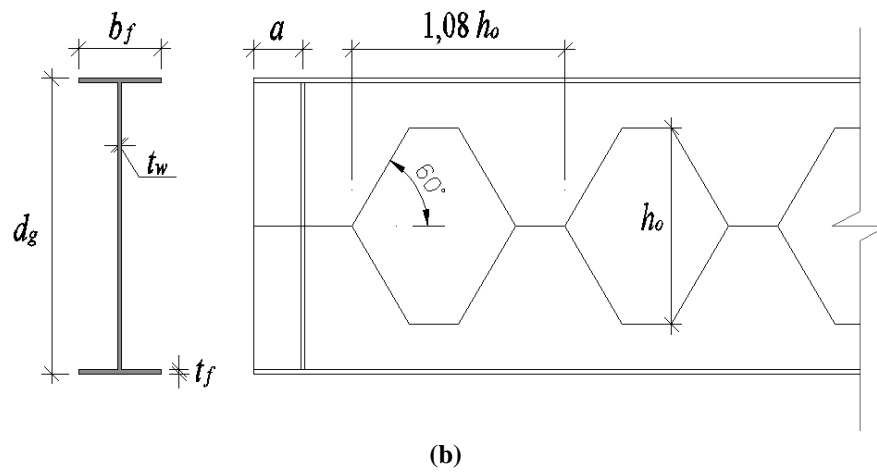 b_f
a
1,08 h_o
t_w
60°
d_g
h_o
t_f
(b)